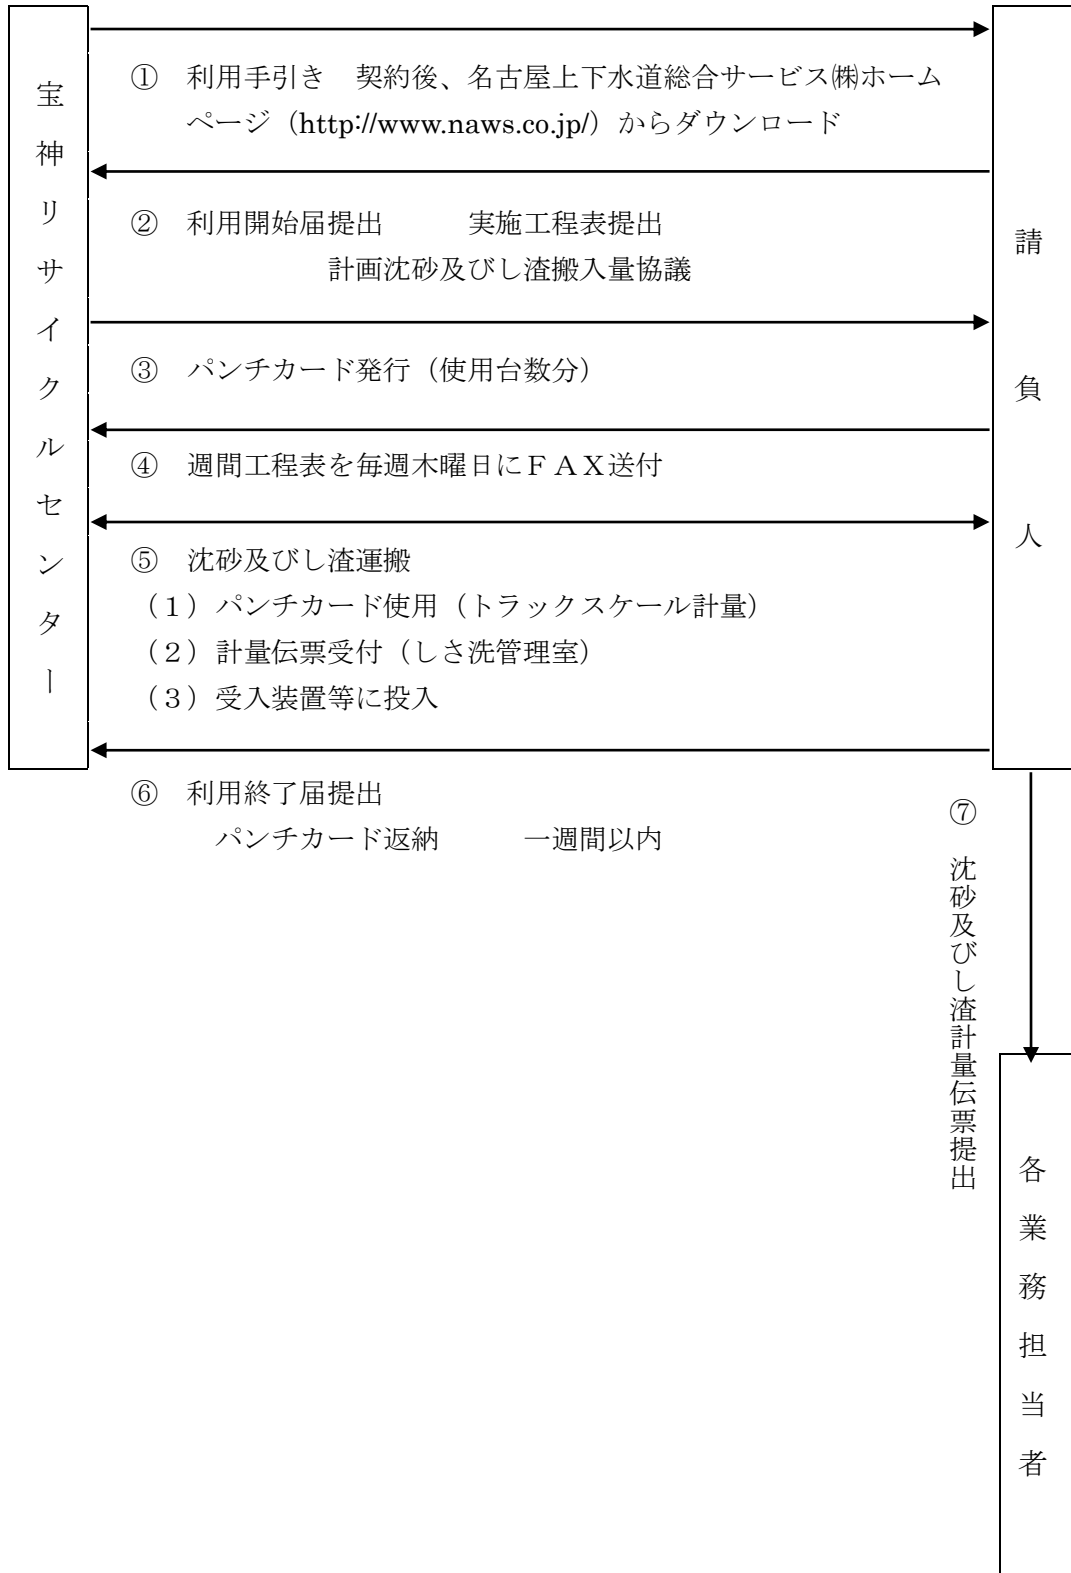 宝神リサイクルセンター
① 利用手引き 契約後、名古屋上下水道総合サービス㈱ホーム
ページ（http://www.naws.co.jp/）からダウンロード
② 利用開始届提出 実施工程表提出
計画沈砂及びし渣搬入量協議
③ パンチカード発行（使用台数分）
④ 週間工程表を毎週木曜日にＦＡＸ送付
⑤ 沈砂及びし渣運搬
（１）パンチカード使用（トラックスケール計量）
（２）計量伝票受付（しさ洗管理室）
（３）受入装置等に投入
⑥ 利用終了届提出
パンチカード返納 一週間以内
請負人
⑦ 沈砂及びし渣計量伝票提出
各業務担当者